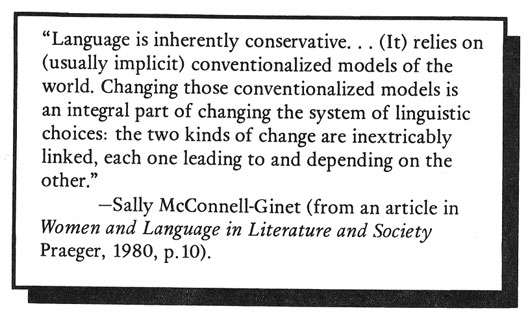 “Language is inherently conservative. . . (It) relies on
(usually implicit) conventionalized models of the
world. Changing those conventionalized models is
an integral part of changing the system of linguistic
choices: the two kinds of change are inextricably
linked, each one leading to and depending on the
other.”
—Sally McConnell-Ginet (from an article in
Women and Language in Literature and Society
Praeger, 1980, p.10).